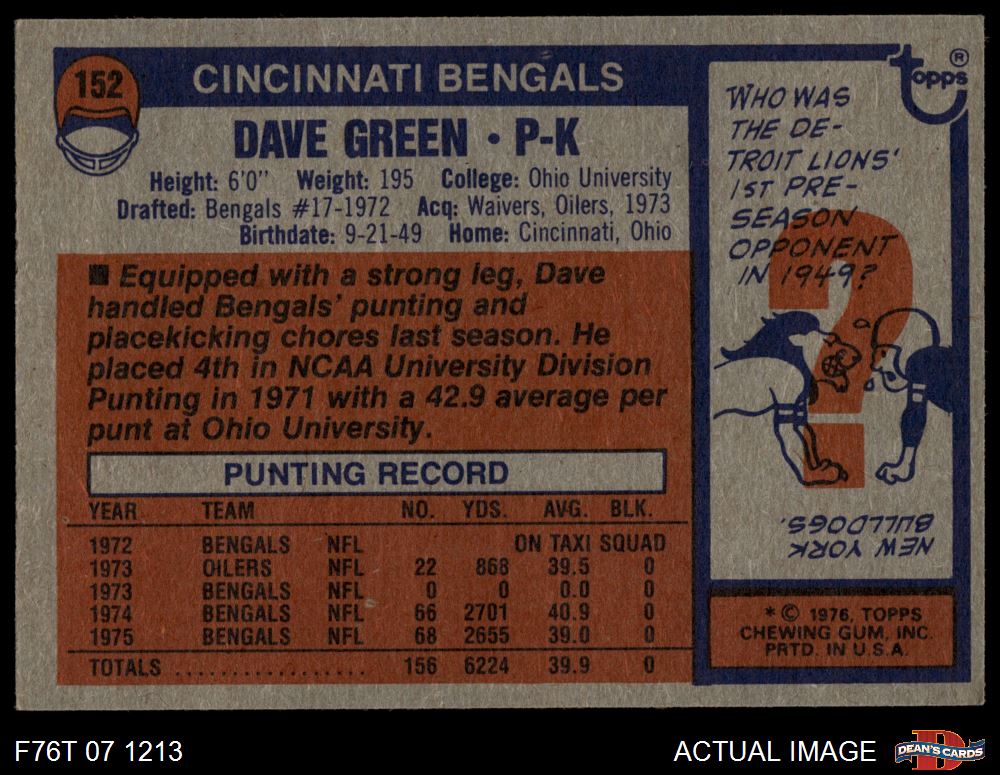 152
CINCINNATI BENGALS
DAVE GREEN • P-K
Height: 6'0" Weight: 195 College: Ohio University
Drafted: Bengals #17-1972 Acq: Waivers, Oilers, 1973
Birthdate: 9-21-49 Home: Cincinnati, Ohio
■ Equipped with a strong leg, Dave
handled Bengals' punting and
placekicking chores last season. He
placed 4th in NCAA University Division
Punting in 1971 with a 42.9 average per
punt at Ohio University.
PUNTING RECORD
YEAR TEAM NO. YDS. AVG. BLK.
1972 BENGALS NFL ON TAXI SQUAD
1973 OILERS NFL 22 868 39.5 0
1973 BENGALS NFL 0 0 0.0 0
1974 BENGALS NFL 66 2701 40.9 0
1975 BENGALS NFL 68 2655 39.0 0
TOTALS .................. 156 6224 39.9 0
topps®
WHO WAS
THE DE-
TROIT LIONS'
1ST PRE-
SEASON
OPPONENT
IN 1949?
?
NEW YORK
BULLDOGS.
* © 1976, TOPPS
CHEWING GUM, INC.
PRTD. IN U.S.A.
F76T 07 1213
ACTUAL IMAGE
DEAN'S CARDS